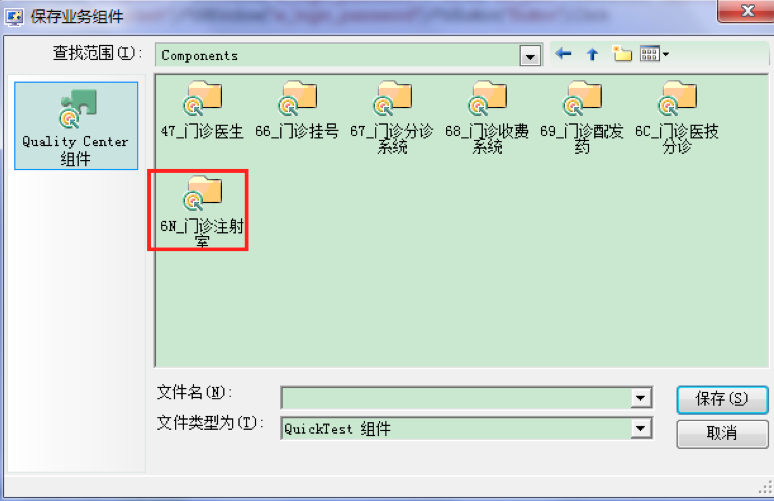 保存业务组件
查找范围(I):
Components
Quality Center
组件
47_门诊医生
66_门诊挂号
67_门诊分诊
系统
68_门诊收费
系统
69_门诊配发
药
6C_门诊医技
分诊
6N_门诊注射
室
文件名(N):
保存(S)
文件类型为(T):
QuickTest 组件
取消